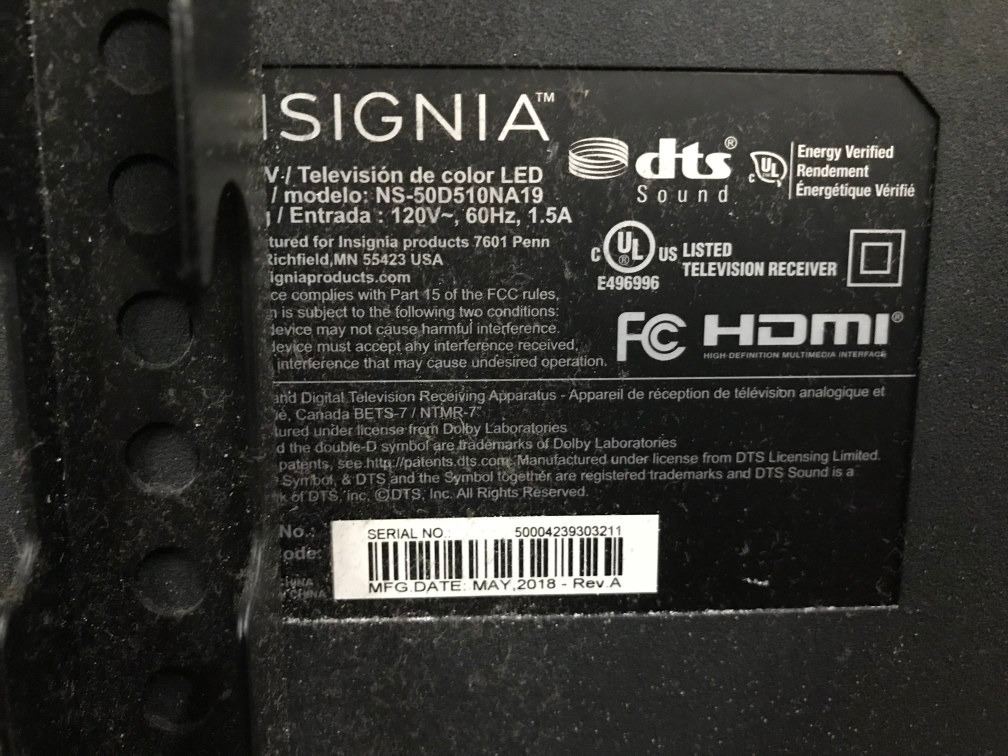 NSIGNIA™
V / Televisión de color LED
/ modelo: NS-50D510NA19
/ Entrada : 120V~, 60Hz, 1.5A
tured for Insignia products 7601 Penn
Richfield,MN 55423 USA
igniaproducts.com
ce complies with Part 15 of the FCC rules,
n is subject to the following two conditions:
device may not cause harmful interference.
device must accept any interference received,
interference that may cause undesired operation.
dts®
Sound
c UL
Energy Verified
Rendement
Énergétique Vérifié
c UL® US LISTED
TELEVISION RECEIVER
E496996
FC HDMI®
HIGH-DEFINITION MULTIMEDIA INTERFACE
and Digital Television Receiving Apparatus - Appareil de réception de télévision analogique et
é, Canada BETS-7 / NTMR-7
tured under license from Dolby Laboratories
d the double-D symbol are trademarks of Dolby Laboratories
patents, see http://patents.dts.com. Manufactured under license from DTS Licensing Limited.
Symbol, & DTS and the Symbol together are registered trademarks and DTS Sound is a
k of DTS, Inc. ©DTS, Inc. All Rights Reserved.
No.:
ode:
SERIAL NO.: 50004239303211
MFG.DATE: MAY,2018 - Rev.A
CHINA